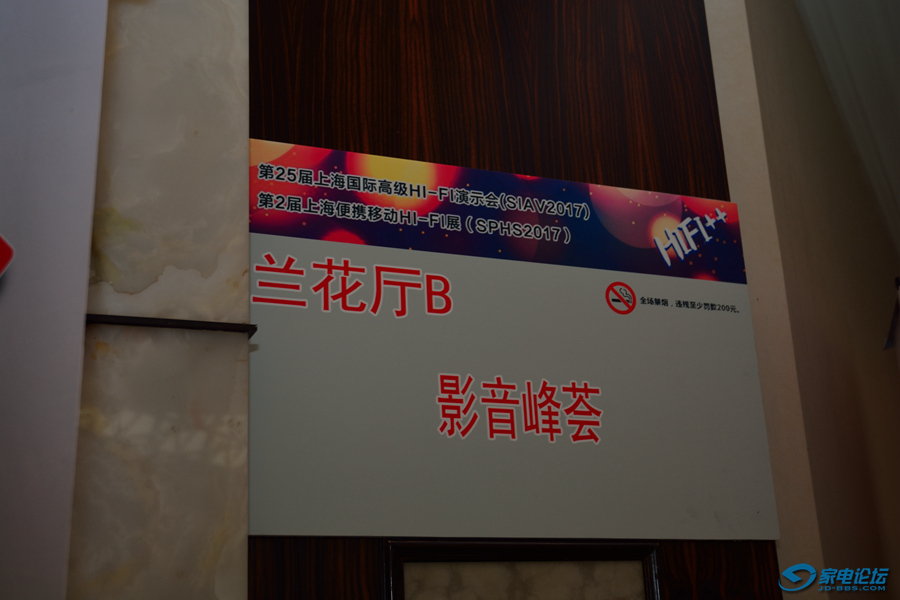 第25届上海国际高级HI-FI演示会(SIAV2017)
第2届上海便携移动HI-FI展（SPHS2017）
HIFI++
兰花厅B
全场禁烟，违规至少罚款200元。
影音峰荟
家电论坛
JD-BBS.COM